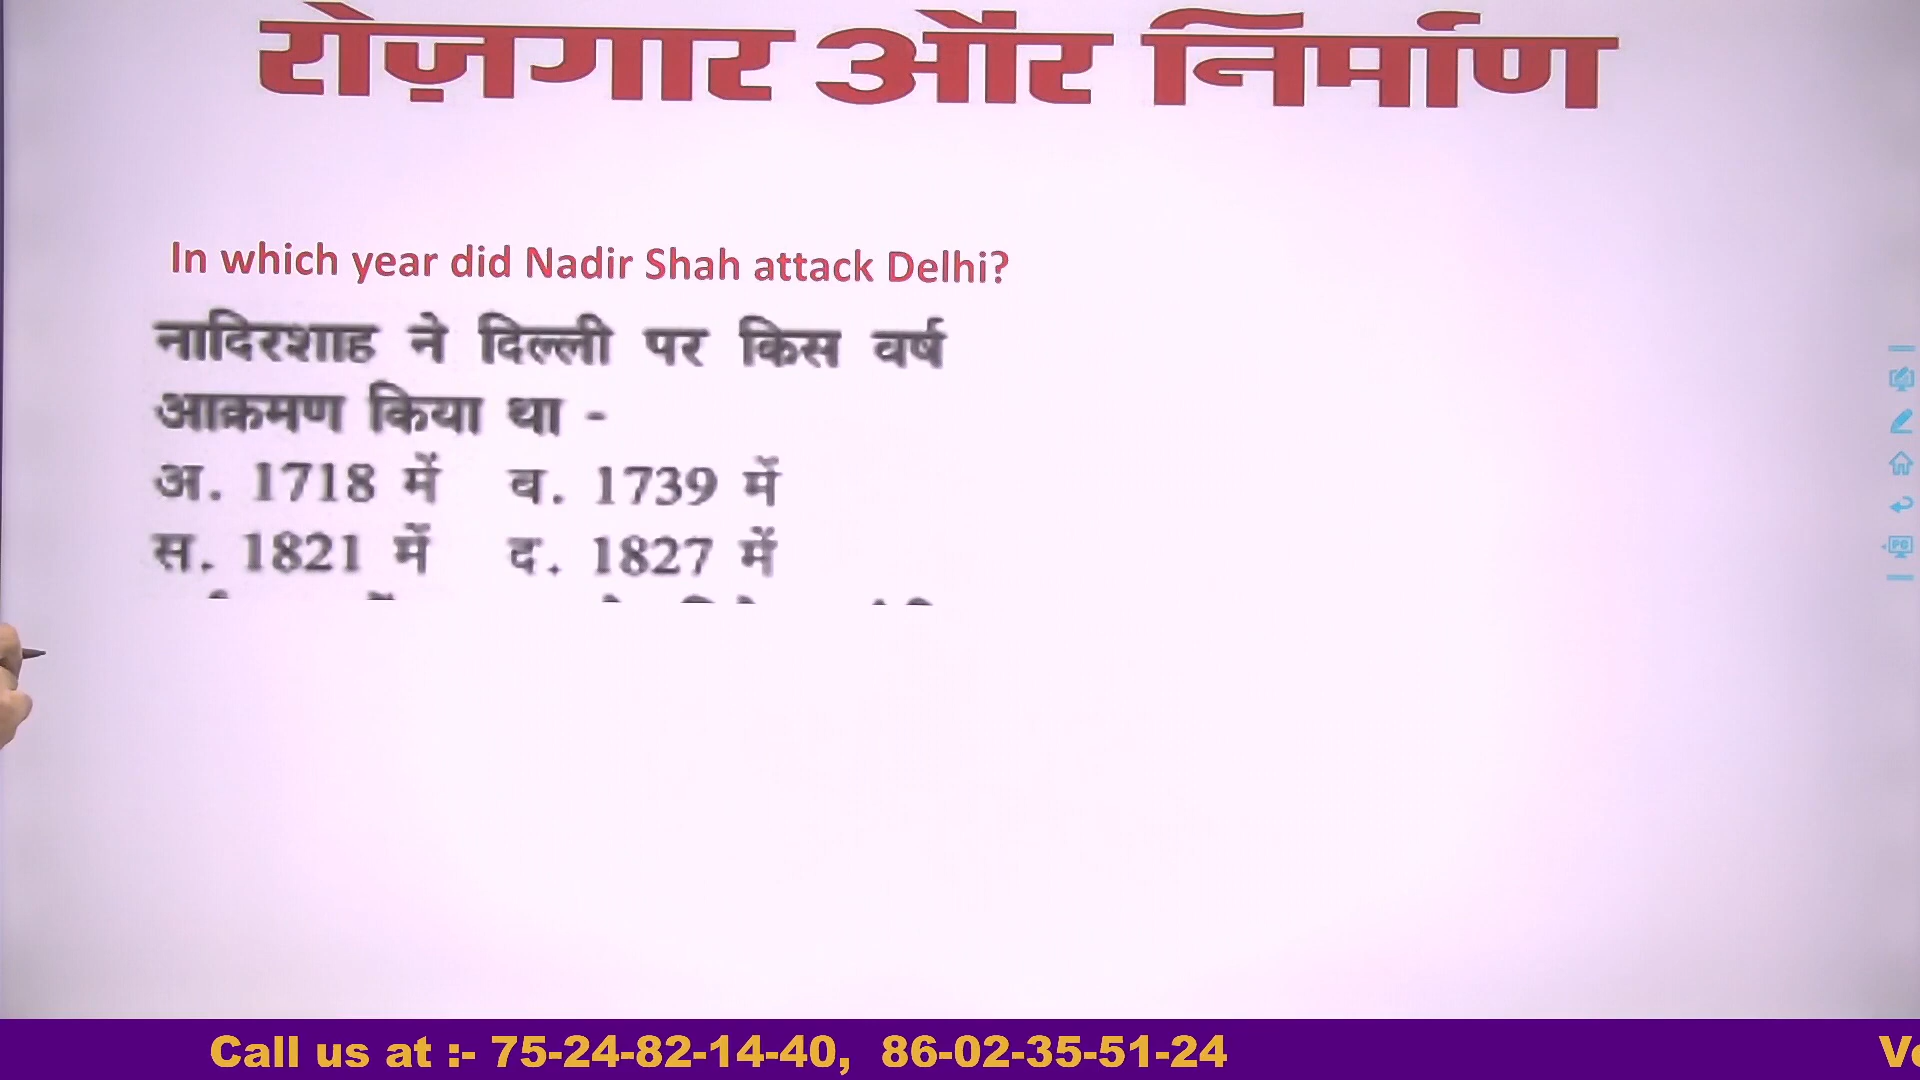 रोज़गार और निर्माण
In which year did Nadir Shah attack Delhi?
नादिरशाह ने दिल्ली पर किस वर्ष
आक्रमण किया था -
अ. 1718 में ब. 1739 में
स. 1821 में द. 1827 में
Call us at :- 75-24-82-14-40, 86-02-35-51-24